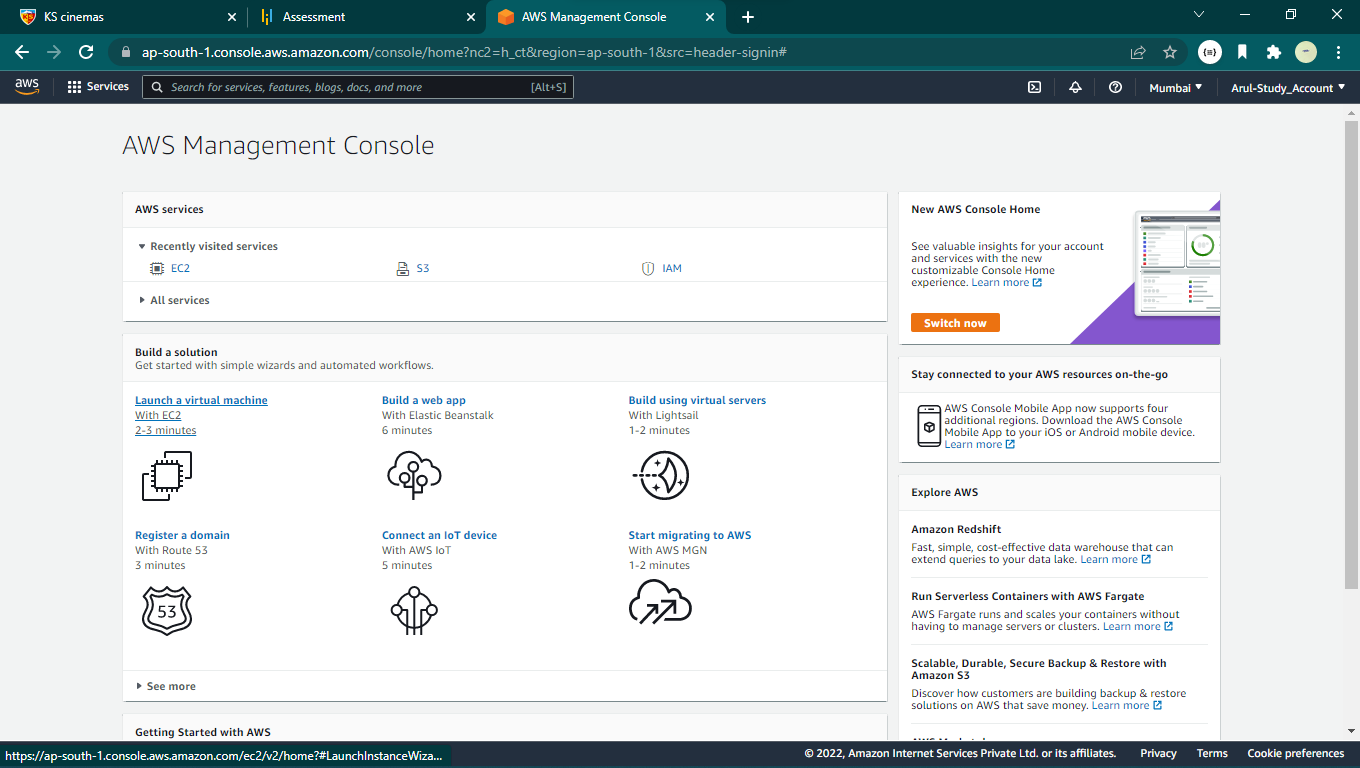 KS cinemas
Assessment
AWS Management Console
ap-south-1.console.aws.amazon.com/console/home?nc2=h_ct&region=ap-south-1&src=header-signin#
aws
Services
Search for services, features, blogs, docs, and more
[Alt+S]
Mumbai
Arul-Study_Account
AWS Management Console
AWS services
Recently visited services
EC2
S3
IAM
All services
Build a solution
Get started with simple wizards and automated workflows.
Launch a virtual machine
With EC2
2-3 minutes
Build a web app
With Elastic Beanstalk
6 minutes
Build using virtual servers
With Lightsail
1-2 minutes
Register a domain
With Route 53
3 minutes
53
Connect an IoT device
With AWS IoT
5 minutes
Start migrating to AWS
With AWS MGN
1-2 minutes
See more
Getting Started with AWS
New AWS Console Home
See valuable insights for your account
and services with the new
customizable Console Home
experience. Learn more
Switch now
Stay connected to your AWS resources on-the-go
AWS Console Mobile App now supports four
additional regions. Download the AWS Console
Mobile App to your iOS or Android mobile device.
Learn more
Explore AWS
Amazon Redshift
Fast, simple, cost-effective data warehouse that can
extend queries to your data lake. Learn more
Run Serverless Containers with AWS Fargate
AWS Fargate runs and scales your containers without
having to manage servers or clusters. Learn more
Scalable, Durable, Secure Backup & Restore with
Amazon S3
Discover how customers are building backup & restore
solutions on AWS that save money. Learn more
https://ap-south-1.console.aws.amazon.com/ec2/v2/home?#LaunchInstanceWiza...
© 2022, Amazon Internet Services Private Ltd. or its affiliates.
Privacy
Terms
Cookie preferences